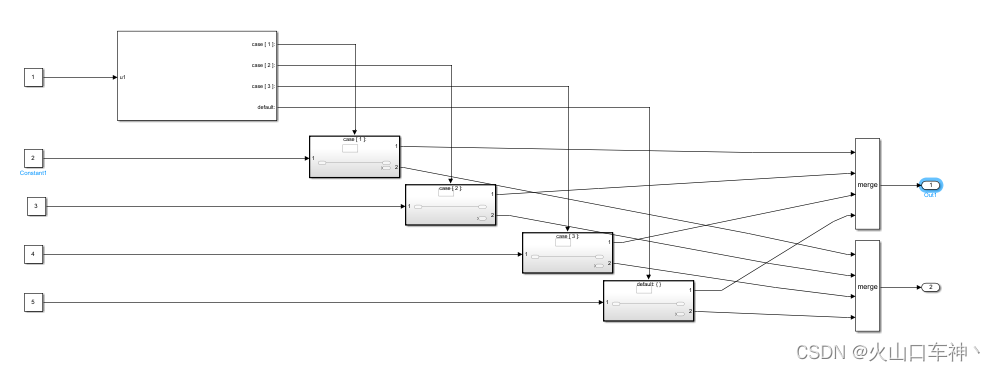 case [ 1 ]:
case [ 2 ]:
case [ 3 ]:
default:
1
u1
case [ 1 ]:
1
1
2
2
Constant1
merge
1
Out1
case [ 2 ]:
1
1
2
3
case [ 3 ]:
1
1
2
4
default: { }
1
1
2
5
merge
2
CSDN @火山口车神丶